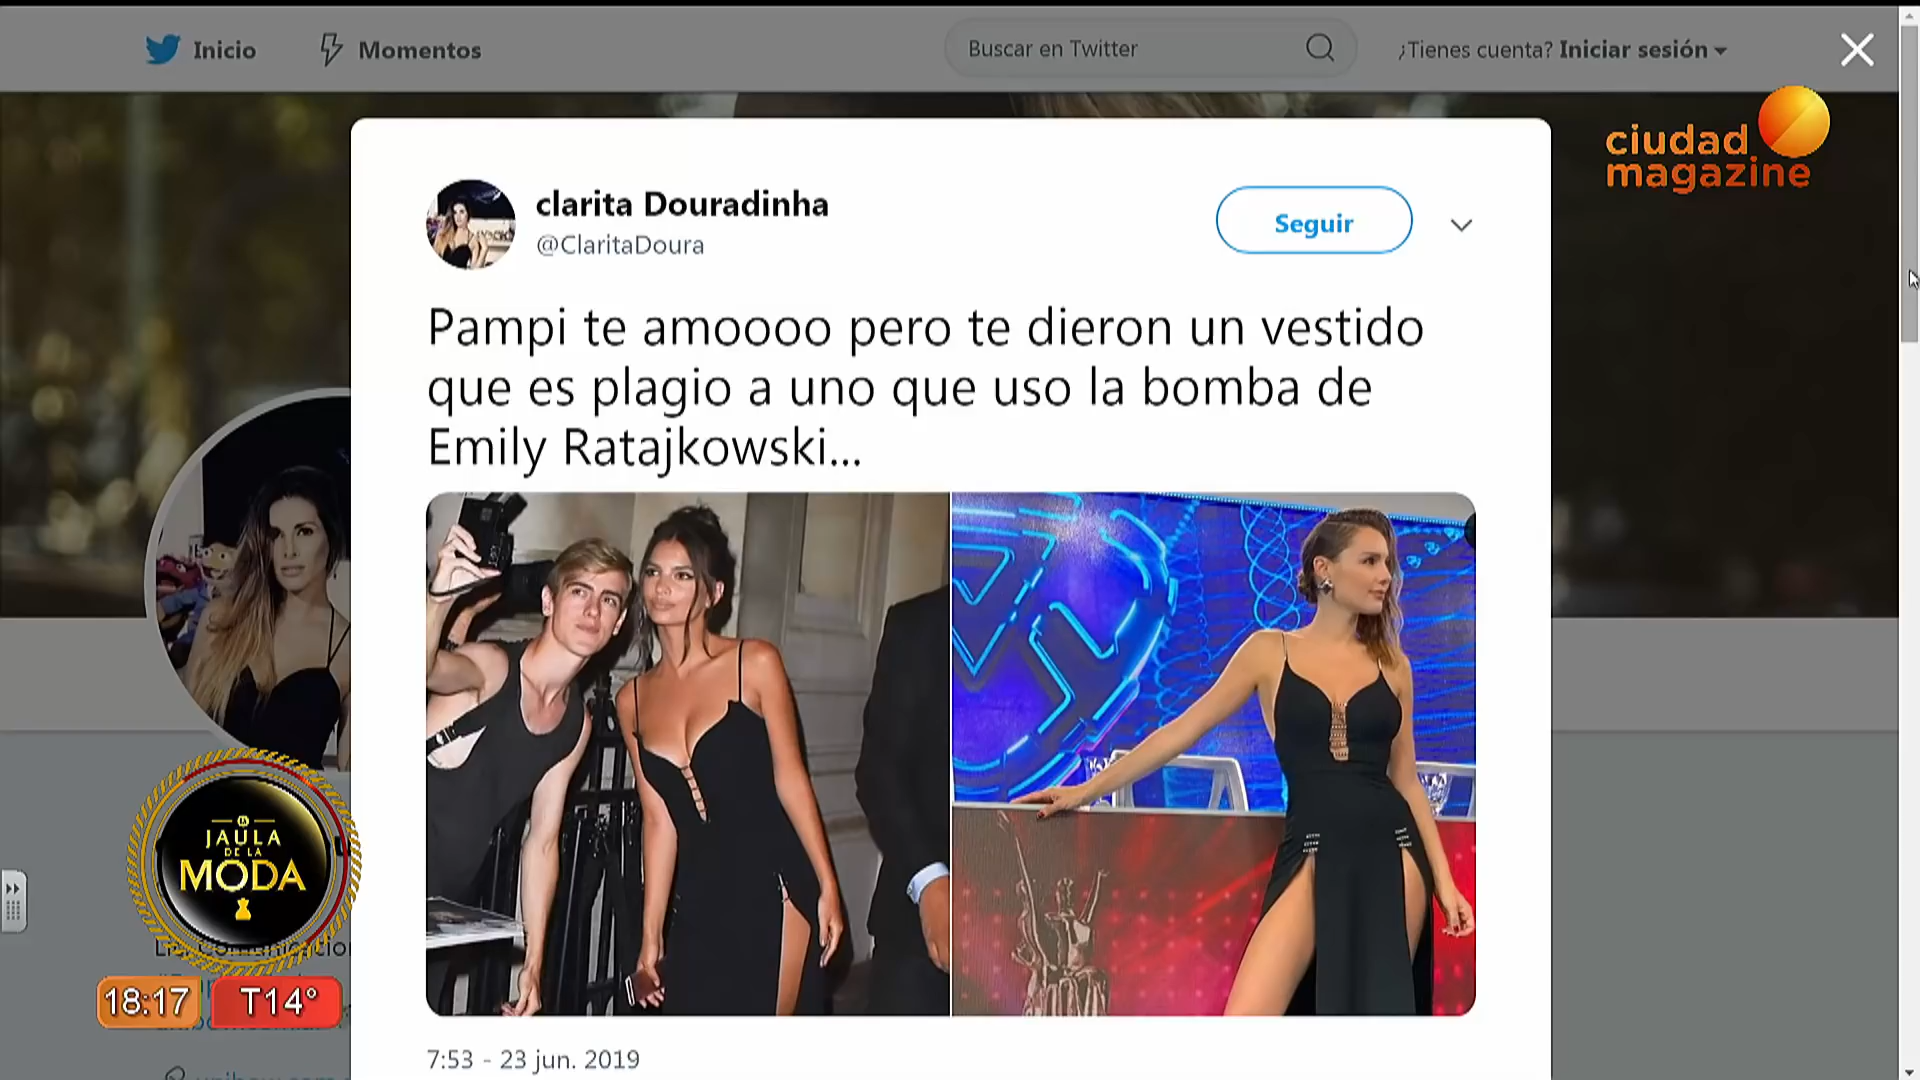 Inicio
Momentos
Buscar en Twitter
¿Tienes cuenta? Iniciar sesión
ciudad
magazine
clarita Douradinha
@ClaritaDoura
Seguir
Pampi te amoooo pero te dieron un vestido
que es plagio a uno que uso la bomba de
Emily Ratajkowski...
LA
JAULA
DE LA
MODA
18:17
T14°
7:53 - 23 jun. 2019